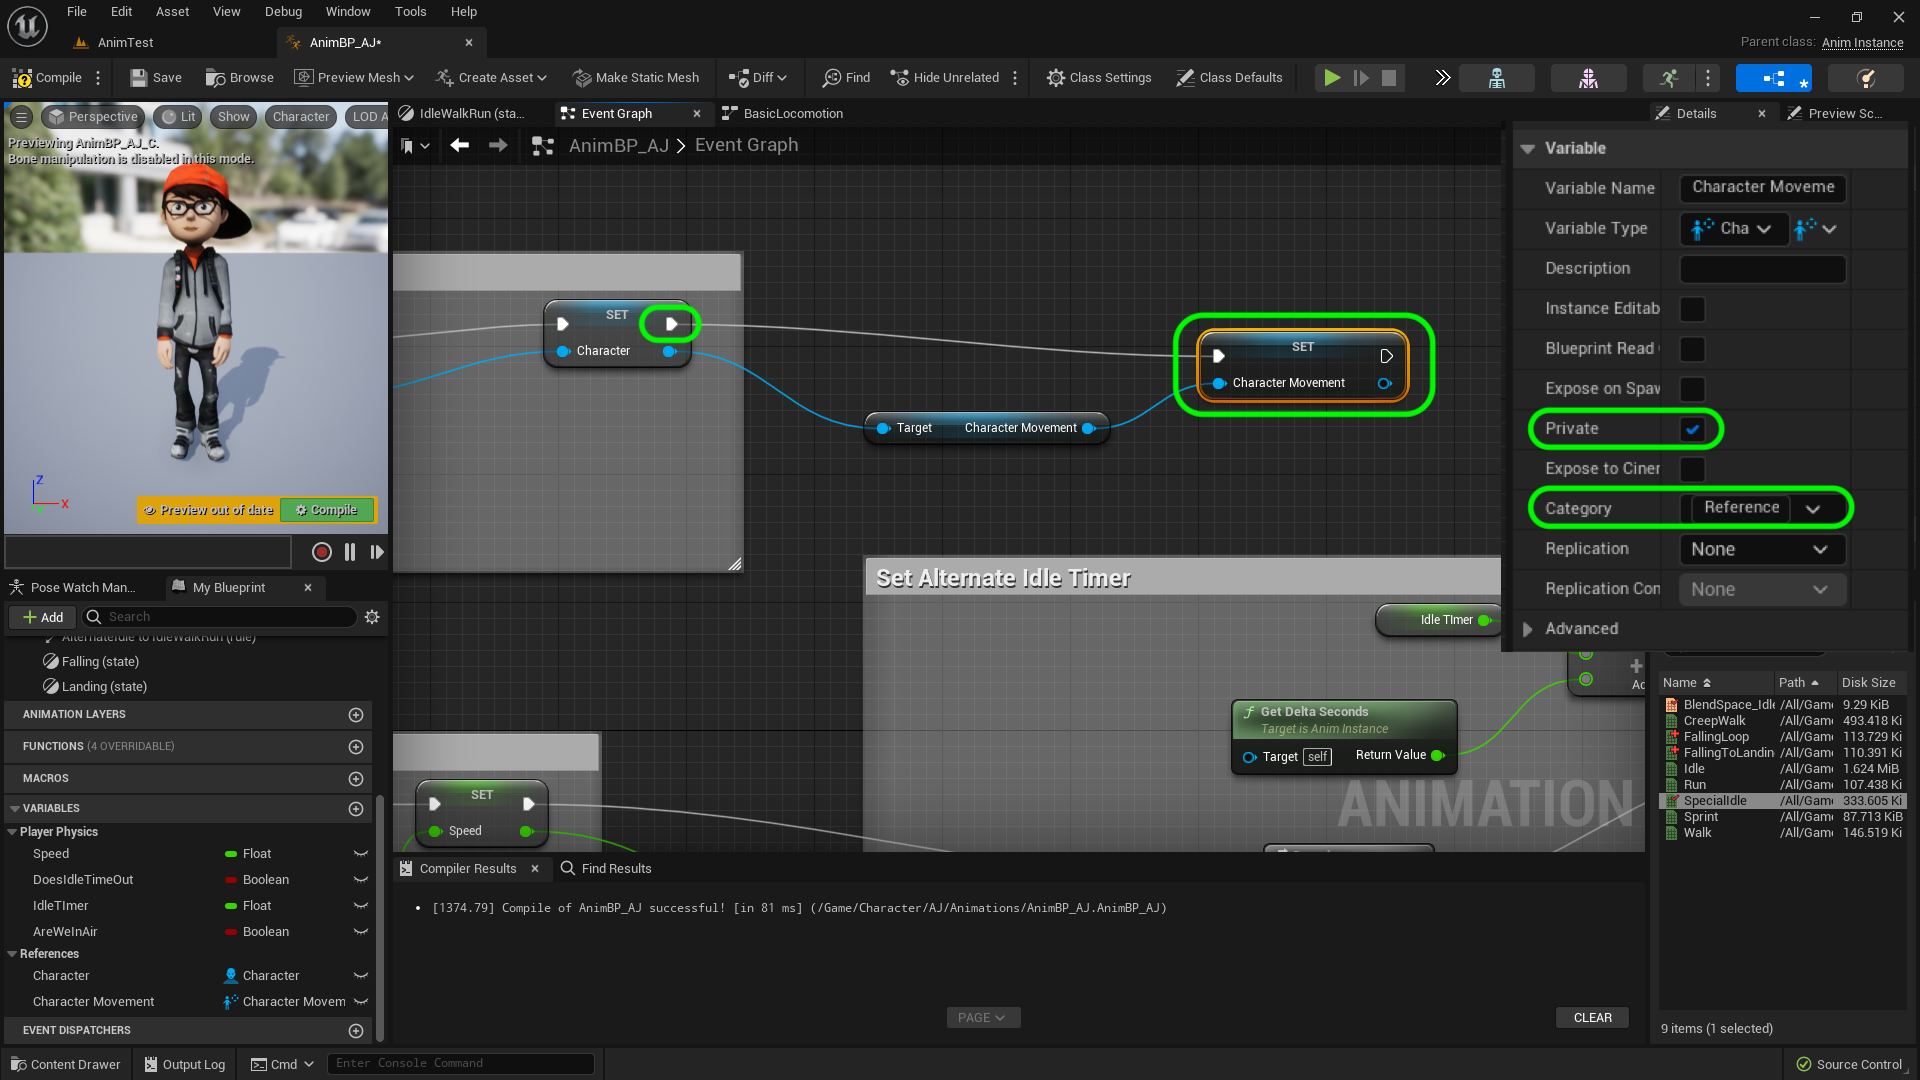 File Edit Asset View Debug Window Tools Help
AnimTest
AnimBP_AJ*
Parent class: Anim Instance
Compile
Save
Browse
Preview Mesh
Create Asset
Make Static Mesh
Diff
Find
Hide Unrelated
Class Settings
Class Defaults
Perspective
Lit
Show
Character
LOD A
Previewing AnimBP_AJ_C.
Bone manipulation is disabled in this mode.
Z
X
Preview out of date
Compile
IdleWalkRun (sta...
Event Graph
BasicLocomotion
AnimBP_AJ > Event Graph
SET
Character
Target
Character Movement
SET
Character Movement
Set Alternate Idle Timer
Idle TImer
Get Delta Seconds
Target is Anim Instance
Target
self
Return Value
ANIMATION
SET
Speed
Details
Preview Sc...
Variable
Variable Name
Character Moveme
Variable Type
Cha
Description
Instance Editab
Blueprint Read
Expose on Spaw
Private
Expose to Ciner
Category
Reference
Replication
None
Replication Con
None
Advanced
Pose Watch Man...
My Blueprint
Add
Search
AlternateIdle to IdleWalkRun (rule)
Falling (state)
Landing (state)
ANIMATION LAYERS
FUNCTIONS (4 OVERRIDABLE)
MACROS
VARIABLES
Player Physics
Speed Float
DoesIdleTimeOut Boolean
IdleTImer Float
AreWeInAir Boolean
References
Character Character
Character Movement Character Movem
EVENT DISPATCHERS
Compiler Results
Find Results
[1374.79] Compile of AnimBP_AJ successful! [in 81 ms] (/Game/Character/AJ/Animations/AnimBP_AJ.AnimBP_AJ)
PAGE
CLEAR
Name Path Disk Size
BlendSpace_Idle /All/Game 9.29 KiB
CreepWalk /All/Game 493.418 Ki
FallingLoop /All/Game 113.729 Ki
FallingToLandin /All/Game 110.391 Ki
Idle /All/Game 1.624 MiB
Run /All/Game 107.438 Ki
SpecialIdle /All/Game 333.605 Ki
Sprint /All/Game 87.713 KiB
Walk /All/Game 146.519 Ki
9 items (1 selected)
Content Drawer
Output Log
Cmd
Enter Console Command
Source Control